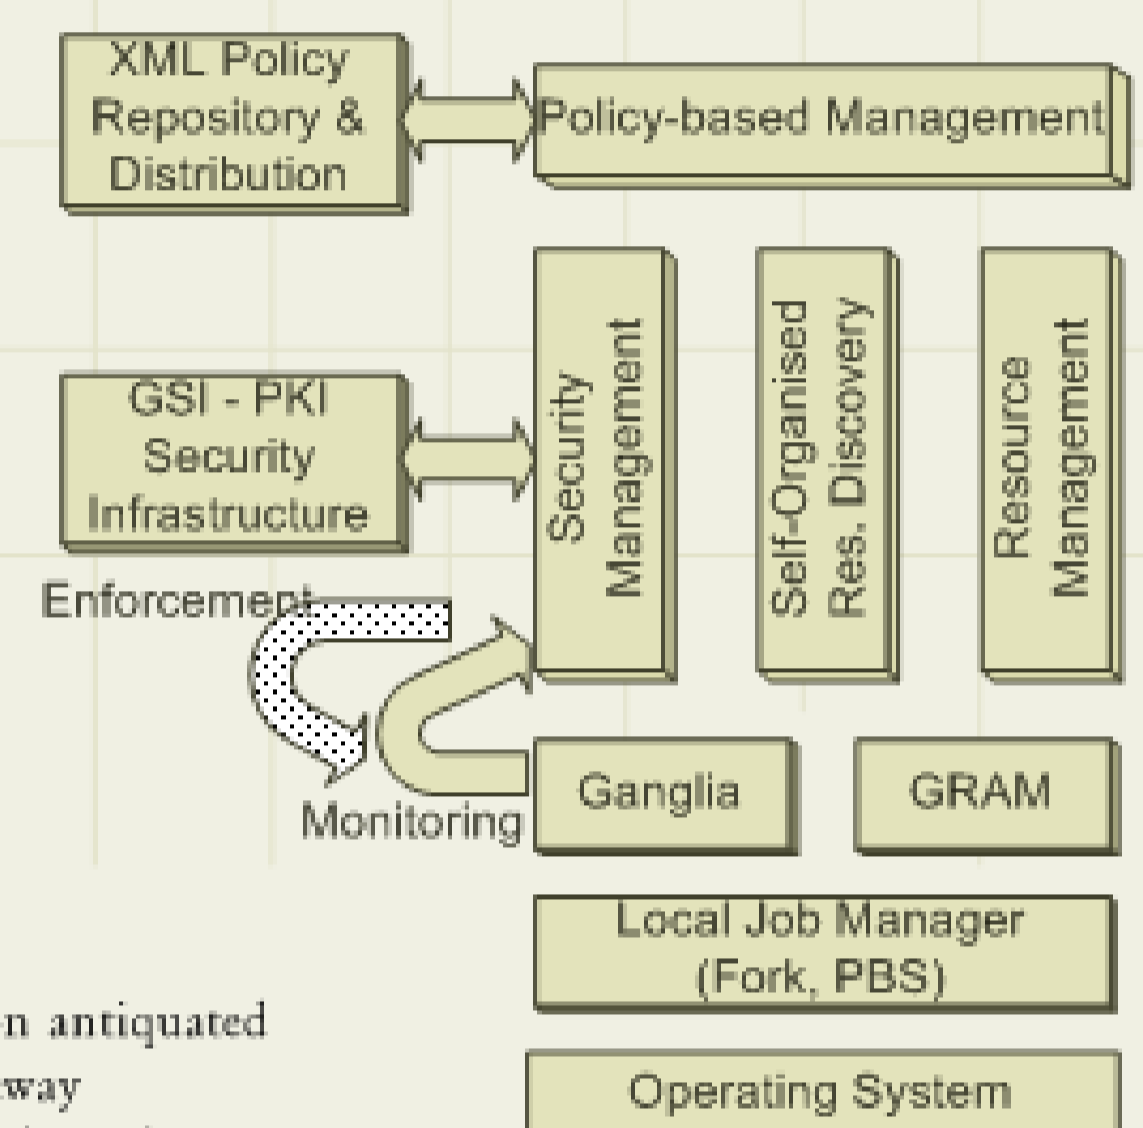 XML Policy
Repository &
Distribution
Policy-based Management
GSI - PKI
Security
Infrastructure
Security
Management
Self-Organised
Res. Discovery
Resource
Management
Enforcement
Monitoring
Ganglia
GRAM
Local Job Manager
(Fork, PBS)
n antiquated
way
Operating System